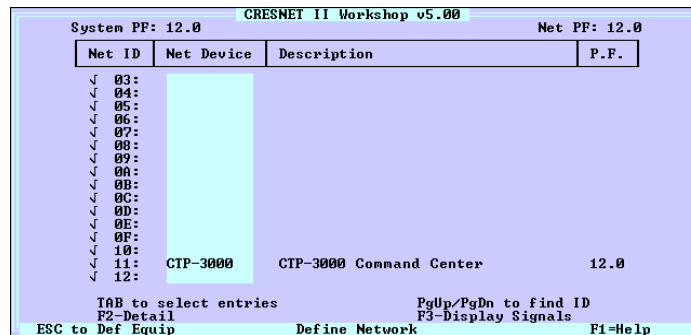 CRESNET II Workshop v5.00
System PF: 12.0 Net PF: 12.0
Net ID Net Device Description P.F.
√ 03:
√ 04:
√ 05:
√ 06:
√ 07:
√ 08:
√ 09:
√ 0A:
√ 0B:
√ 0C:
√ 0D:
√ 0E:
√ 0F:
√ 10:
√ 11: CTP-3000 CTP-3000 Command Center 12.0
√ 12:
TAB to select entries PgUp/PgDn to find ID
F2-Detail F3-Display Signals
ESC to Def Equip Define Network F1=Help